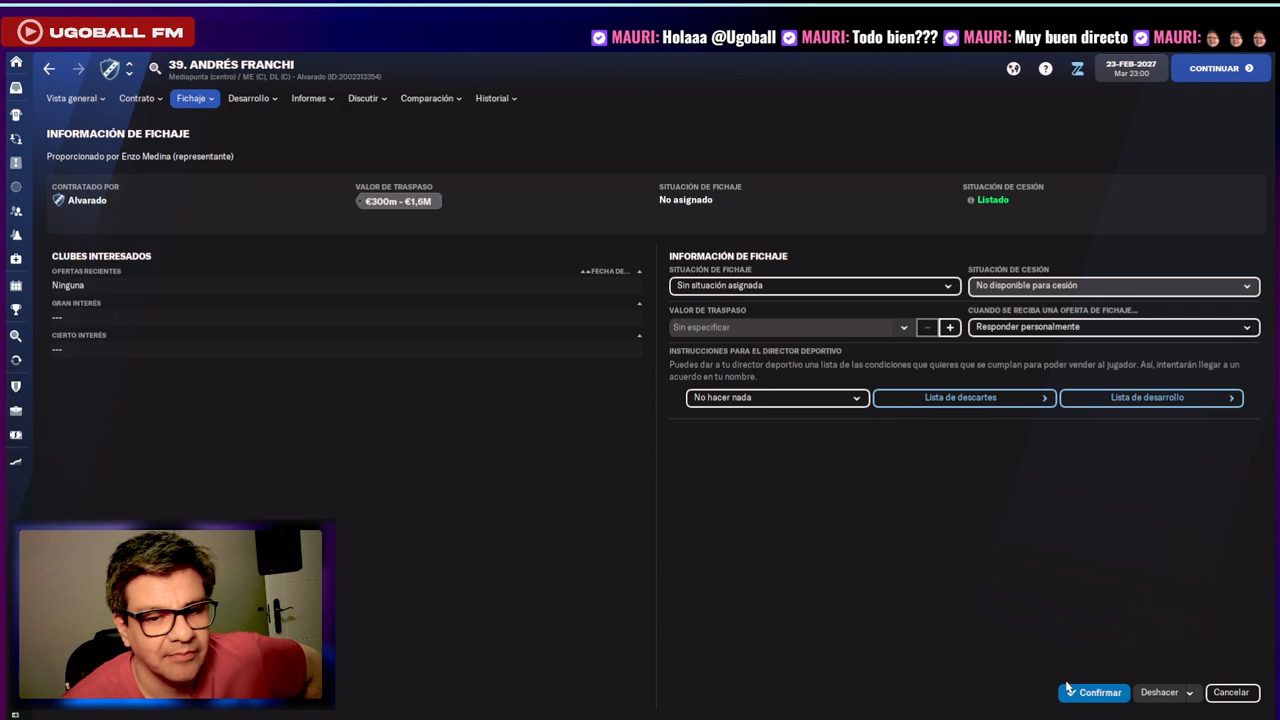 UGOBALL FM
MAURI: Holaaa @Ugoball MAURI: Todo bien??? MAURI: Muy buen directo MAURI:
39. ANDRÉS FRANCHI
Mediapunta (centro) / ME (C), DL (C) - Alvarado (ID:2002313354)
23-FEB-2027
Mar 23:00
CONTINUAR
Vista general
Contrato
Fichaje
Desarrollo
Informes
Discutir
Comparación
Historial
INFORMACIÓN DE FICHAJE
Proporcionado por Enzo Medina (representante)
CONTRATADO POR
Alvarado
VALOR DE TRASPASO
€300m - €1,6M
SITUACIÓN DE FICHAJE
No asignado
SITUACIÓN DE CESIÓN
Listado
CLUBES INTERESADOS
OFERTAS RECIENTES
FECHA DE...
Ninguna
GRAN INTERÉS
---
CIERTO INTERÉS
---
INFORMACIÓN DE FICHAJE
SITUACIÓN DE FICHAJE
SITUACIÓN DE CESIÓN
Sin situación asignada
No disponible para cesión
VALOR DE TRASPASO
CUANDO SE RECIBA UNA OFERTA DE FICHAJE...
Sin especificar
Responder personalmente
INSTRUCCIONES PARA EL DIRECTOR DEPORTIVO
Puedes dar a tu director deportivo una lista de las condiciones que quieres que se cumplan para poder vender al jugador. Así, intentarán llegar a un
acuerdo en tu nombre.
No hacer nada
Lista de descartes
Lista de desarrollo
Confirmar
Deshacer
Cancelar